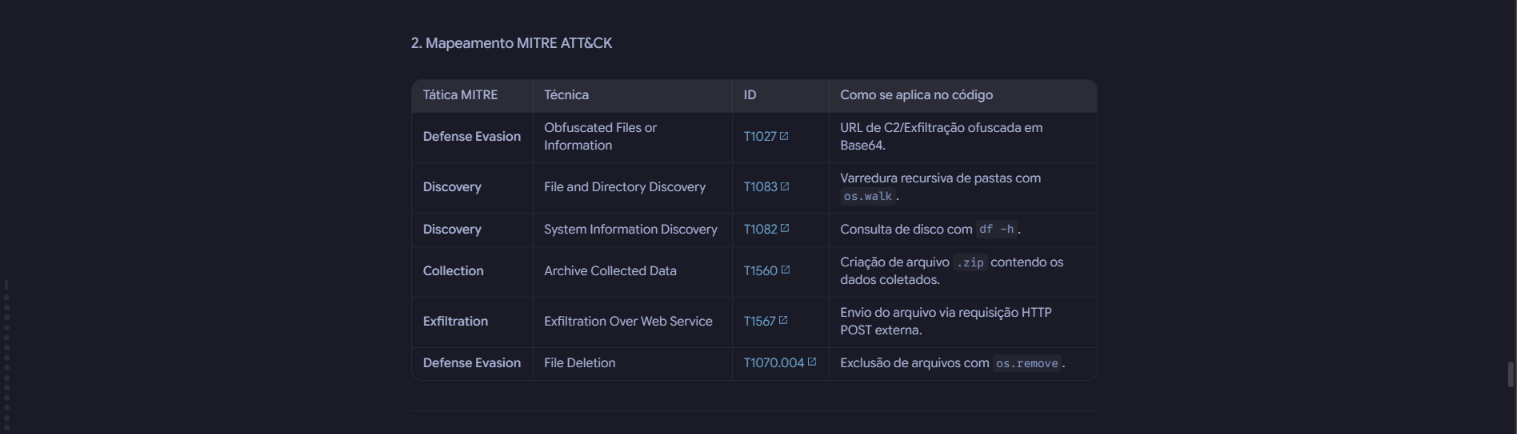 2. Mapeamento MITRE ATT&CK
Tática MITRE Técnica ID Como se aplica no código
Defense Evasion Obfuscated Files or Information T1027 URL de C2/Exfiltração ofuscada em Base64.
Discovery File and Directory Discovery T1083 Varredura recursiva de pastas com os.walk.
Discovery System Information Discovery T1082 Consulta de disco com df -h.
Collection Archive Collected Data T1560 Criação de arquivo .zip contendo os dados coletados.
Exfiltration Exfiltration Over Web Service T1567 Envio do arquivo via requisição HTTP POST externa.
Defense Evasion File Deletion T1070.004 Exclusão de arquivos com os.remove.